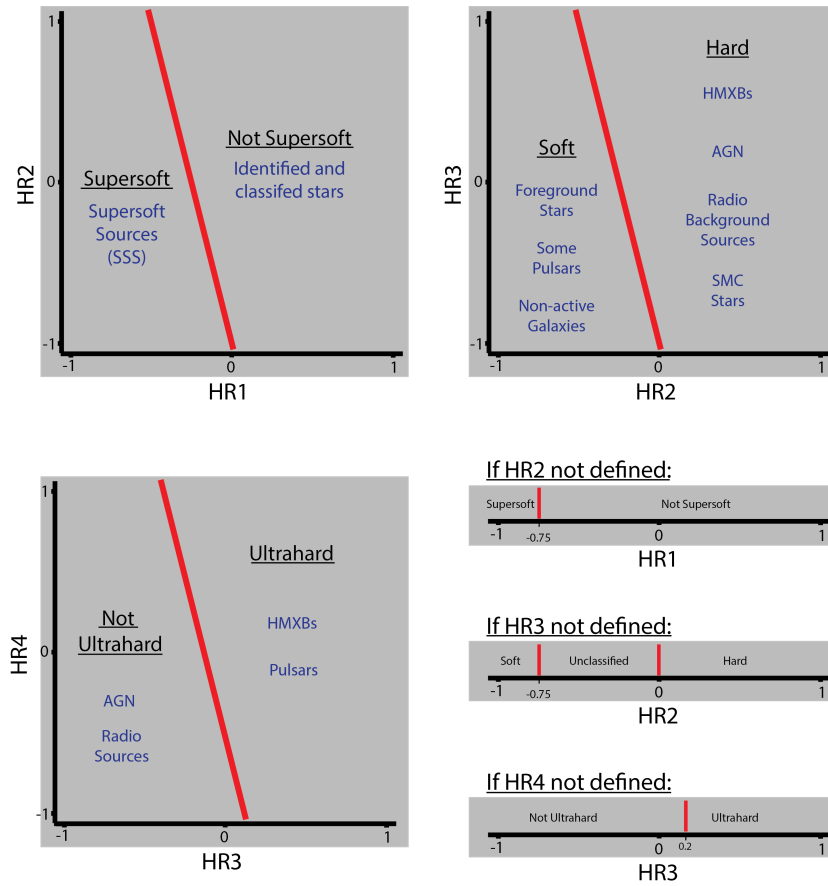 1
0
-1
HR2
Supersoft
Supersoft
Sources
(SSS)
Not Supersoft
Identified and
classifed stars
-1
0
1
HR1
1
0
-1
HR3
Soft
Foreground
Stars
Some
Pulsars
Non-active
Galaxies
Hard
HMXBs
AGN
Radio
Background
Sources
SMC
Stars
-1
0
1
HR2
1
0
-1
HR4
Not
Ultrahard
AGN
Radio
Sources
Ultrahard
HMXBs
Pulsars
-1
0
1
HR3
If HR2 not defined:
Supersoft
Not Supersoft
-1
-0.75
0
1
HR1
If HR3 not defined:
Soft
Unclassified
Hard
-1
-0.75
0
1
HR2
If HR4 not defined:
Not Ultrahard
Ultrahard
-1
0
0.2
1
HR3